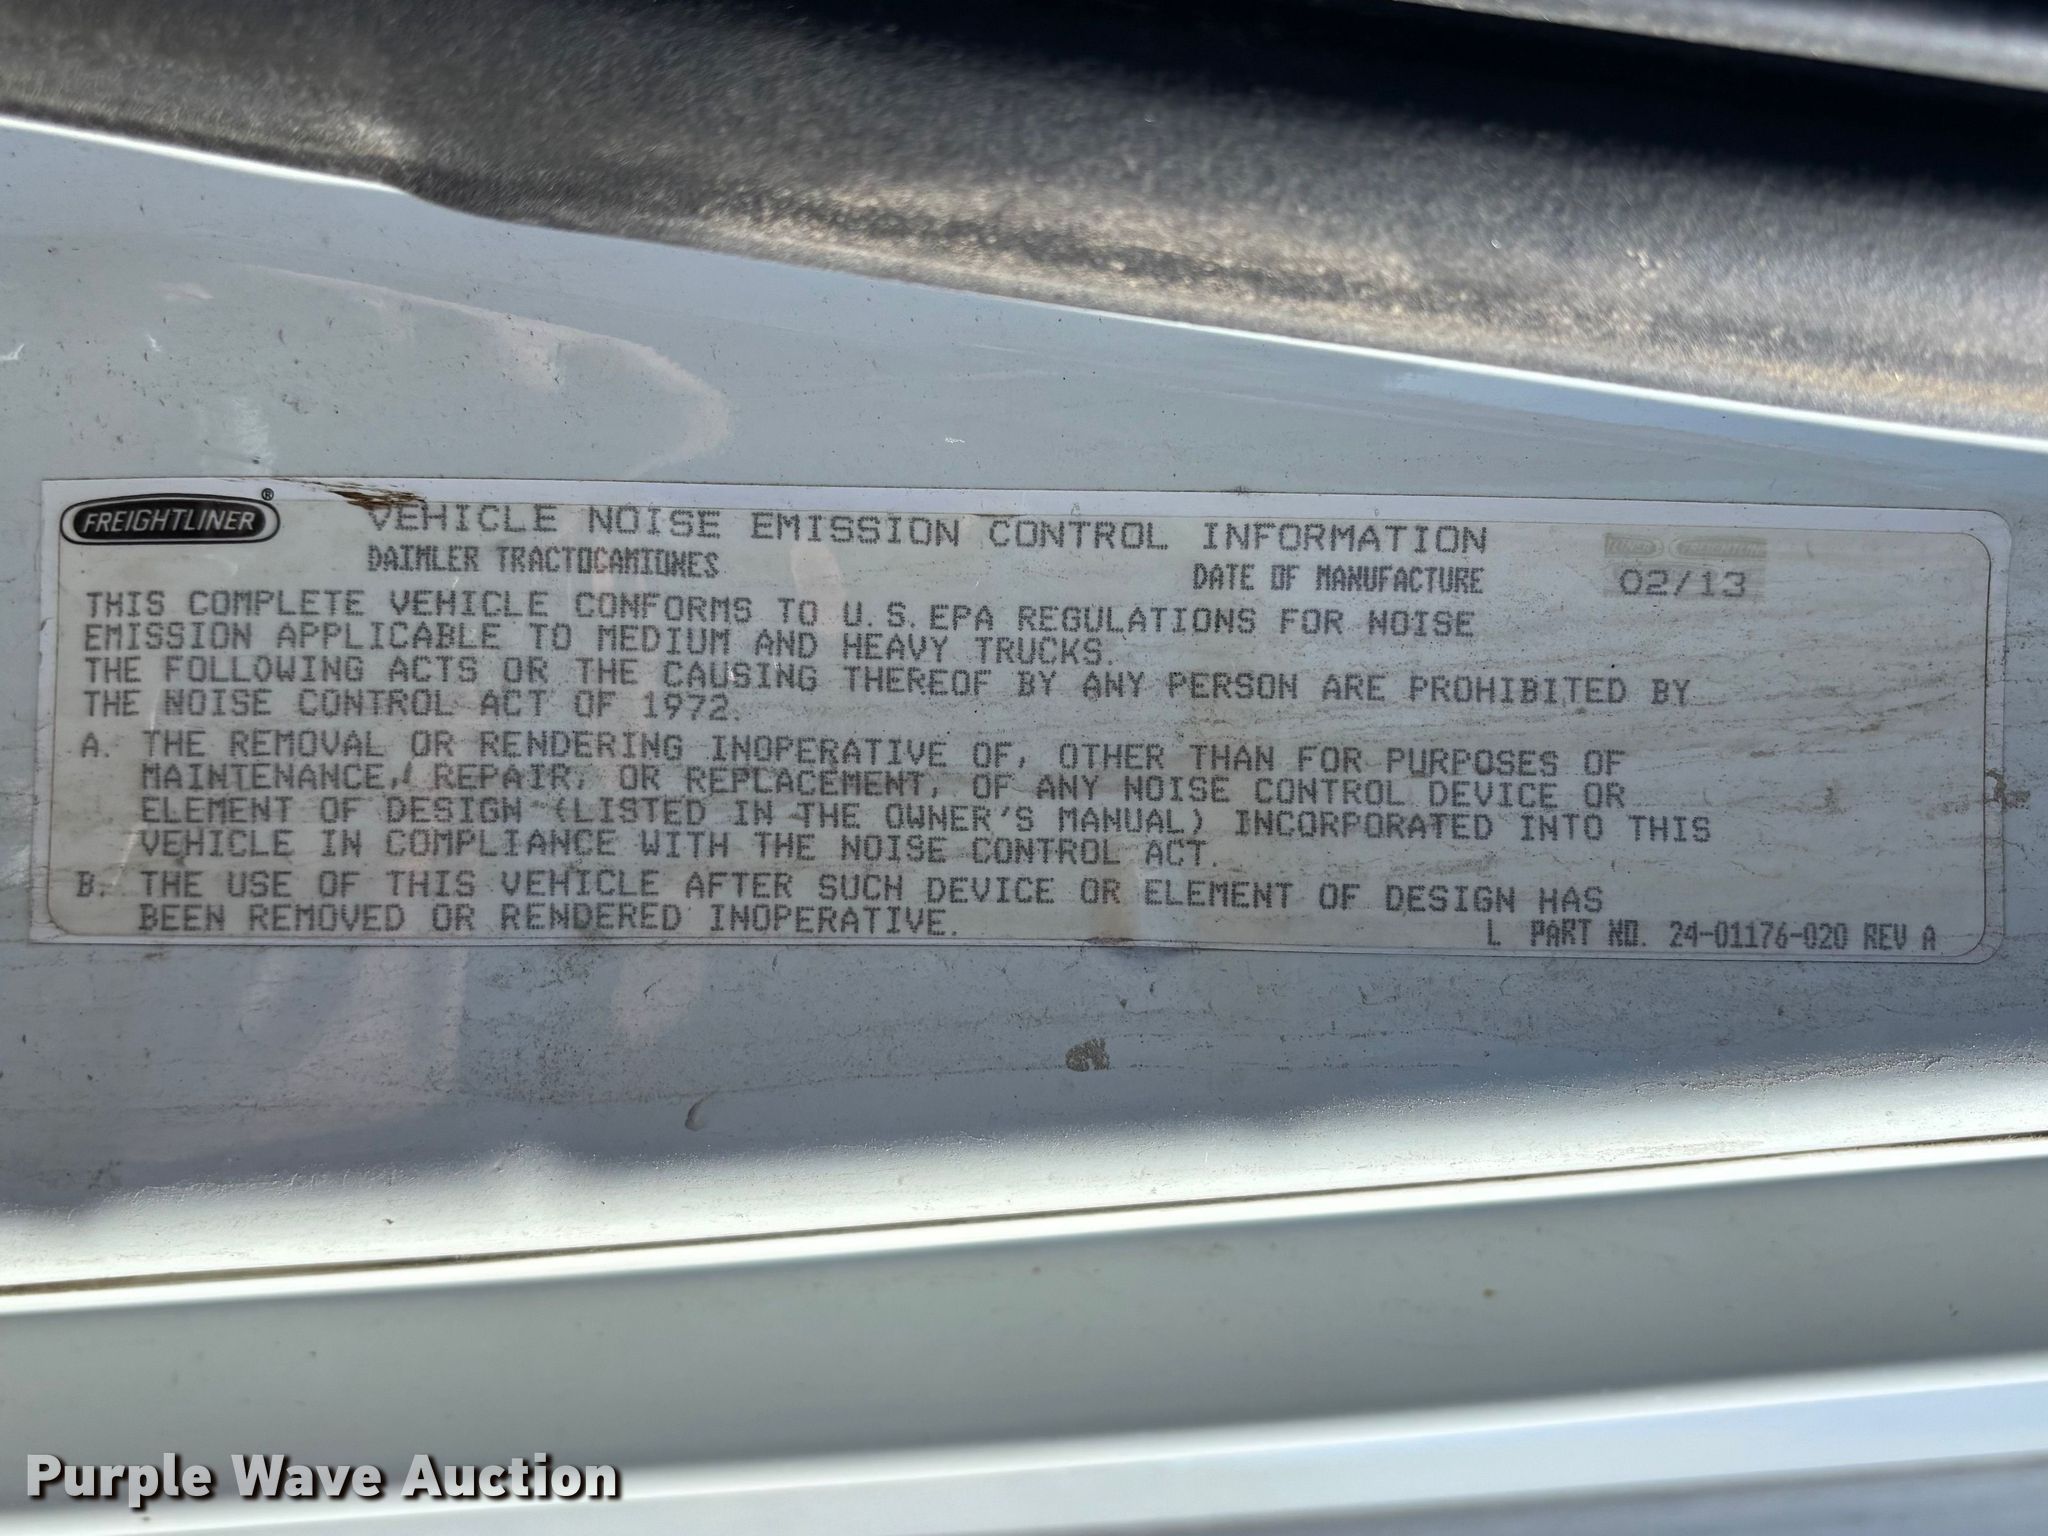 FREIGHTLINER ®
VEHICLE NOISE EMISSION CONTROL INFORMATION
DAIMLER TRACTOCAMIONES
DATE OF MANUFACTURE 02/13
THIS COMPLETE VEHICLE CONFORMS TO U.S. EPA REGULATIONS FOR NOISE
EMISSION APPLICABLE TO MEDIUM AND HEAVY TRUCKS.
THE FOLLOWING ACTS OR THE CAUSING THEREOF BY ANY PERSON ARE PROHIBITED BY
THE NOISE CONTROL ACT OF 1972.
A. THE REMOVAL OR RENDERING INOPERATIVE OF, OTHER THAN FOR PURPOSES OF
MAINTENANCE, REPAIR, OR REPLACEMENT, OF ANY NOISE CONTROL DEVICE OR
ELEMENT OF DESIGN (LISTED IN THE OWNER'S MANUAL) INCORPORATED INTO THIS
VEHICLE IN COMPLIANCE WITH THE NOISE CONTROL ACT.
B. THE USE OF THIS VEHICLE AFTER SUCH DEVICE OR ELEMENT OF DESIGN HAS
BEEN REMOVED OR RENDERED INOPERATIVE.
L PART NO. 24-01176-020 REV A
Purple Wave Auction